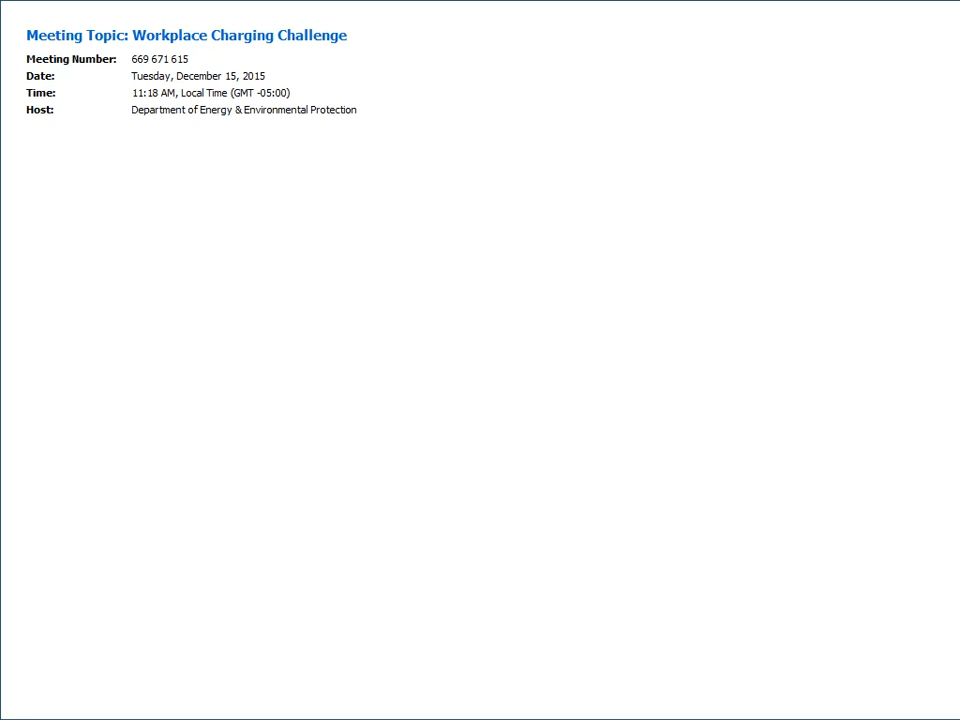 Meeting Topic: Workplace Charging Challenge
Meeting Number: 669 671 615
Date: Tuesday, December 15, 2015
Time: 11:18 AM, Local Time (GMT -05:00)
Host: Department of Energy & Environmental Protection